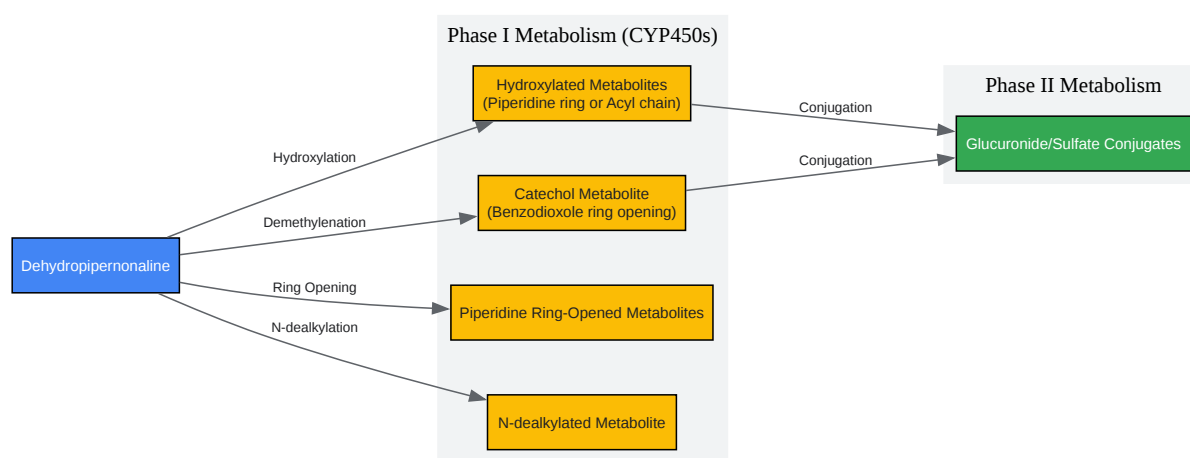 Phase I Metabolism (CYP450s)
Hydroxylated Metabolites
(Piperidine ring or Acyl chain)
Phase II Metabolism
Conjugation
Glucuronide/Sulfate Conjugates
Conjugation
Hydroxylation
Catechol Metabolite
(Benzodioxole ring opening)
Demethylenation
Dehydropipernonaline
Ring Opening
Piperidine Ring-Opened Metabolites
N-dealkylation
N-dealkylated Metabolite